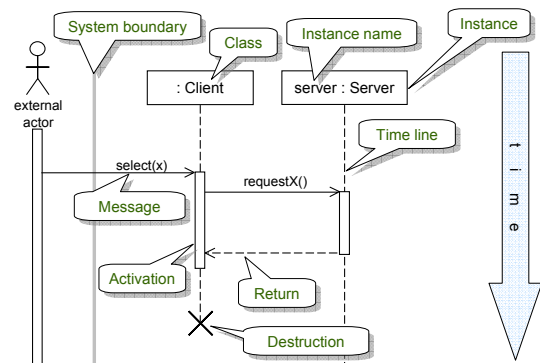 System boundary
Class
Instance name
Instance
: Client
server : Server
external
actor
Time line
select(x)
requestX()
Message
Activation
Return
Destruction
time